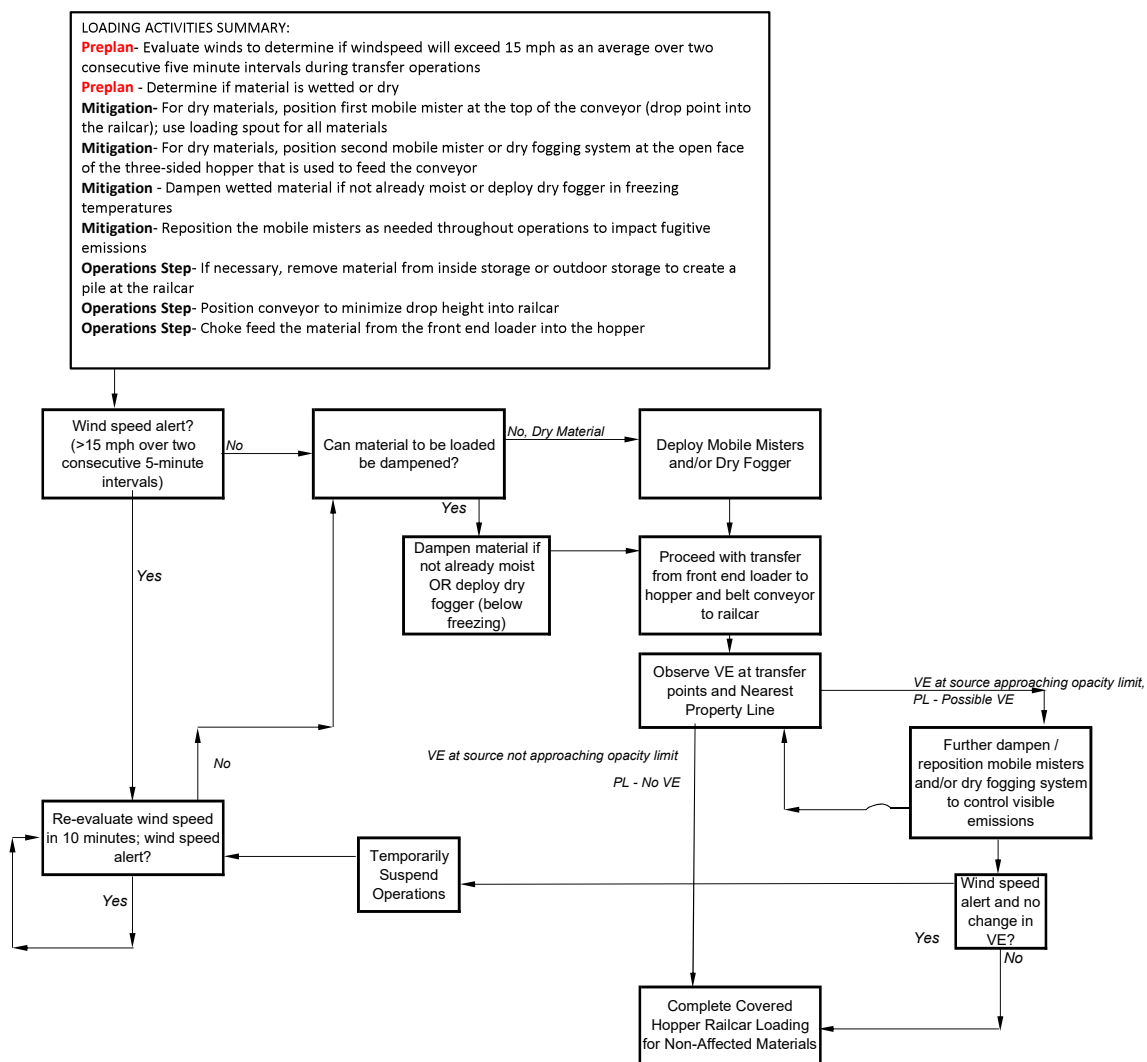 LOADING ACTIVITIES SUMMARY:
Preplan- Evaluate winds to determine if windspeed will exceed 15 mph as an average over two
consecutive five minute intervals during transfer operations
Preplan - Determine if material is wetted or dry
Mitigation- For dry materials, position first mobile mister at the top of the conveyor (drop point into
the railcar); use loading spout for all materials
Mitigation- For dry materials, position second mobile mister or dry fogging system at the open face
of the three-sided hopper that is used to feed the conveyor
Mitigation - Dampen wetted material if not already moist or deploy dry fogger in freezing
temperatures
Mitigation- Reposition the mobile misters as needed throughout operations to impact fugitive
emissions
Operations Step- If necessary, remove material from inside storage or outdoor storage to create a
pile at the railcar
Operations Step- Position conveyor to minimize drop height into railcar
Operations Step- Choke feed the material from the front end loader into the hopper
Wind speed alert?
(>15 mph over two
consecutive 5-minute
intervals)
No
Can material to be loaded
be dampened?
No, Dry Material
Deploy Mobile Misters
and/or Dry Fogger
Yes
Yes
Dampen material if
not already moist
OR deploy dry
fogger (below
freezing)
Proceed with transfer
from front end loader to
hopper and belt conveyor
to railcar
Observe VE at transfer
points and Nearest
Property Line
VE at source approaching opacity limit,
PL - Possible VE
VE at source not approaching opacity limit
PL - No VE
Further dampen /
reposition mobile misters
and/or dry fogging system
to control visible
emissions
No
Re-evaluate wind speed
in 10 minutes; wind speed
alert?
Yes
Temporarily
Suspend
Operations
Wind speed
alert and no
change in
VE?
Yes
No
Complete Covered
Hopper Railcar Loading
for Non-Affected Materials